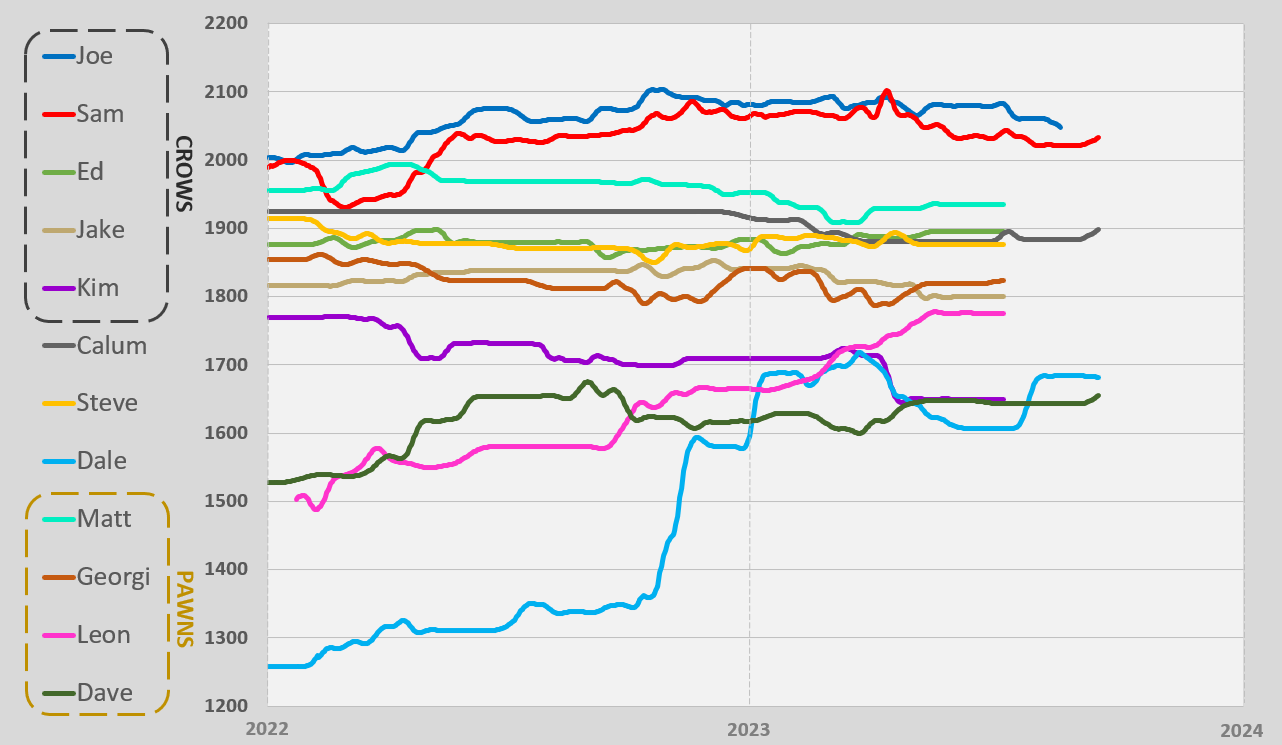 Joe
Sam
Ed
Jake
Kim
CROWS
Calum
Steve
Dale
Matt
Georgi
Leon
Dave
PAWNS
2200
2100
2000
1900
1800
1700
1600
1500
1400
1300
1200
2022 2023 2024